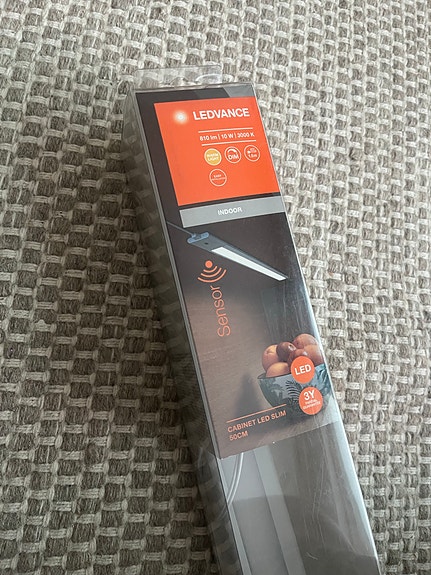 LEDVANCE
810 lm | 10 W | 3000 K
DIM
INDOOR
Sensor
LED
3Y
CABINET LED SLIM
50CM